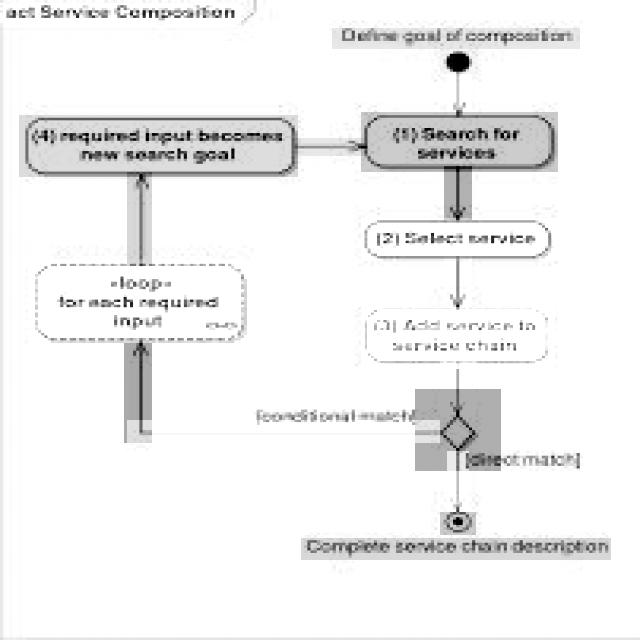 act Service Composition
Define goal of composition
(4) required input becomes
new search goal
(1) Search for
services
(2) Select service
«loop»
for each required
input
(3) Add service to
service chain
[conditional match]
[direct match]
Complete service chain description